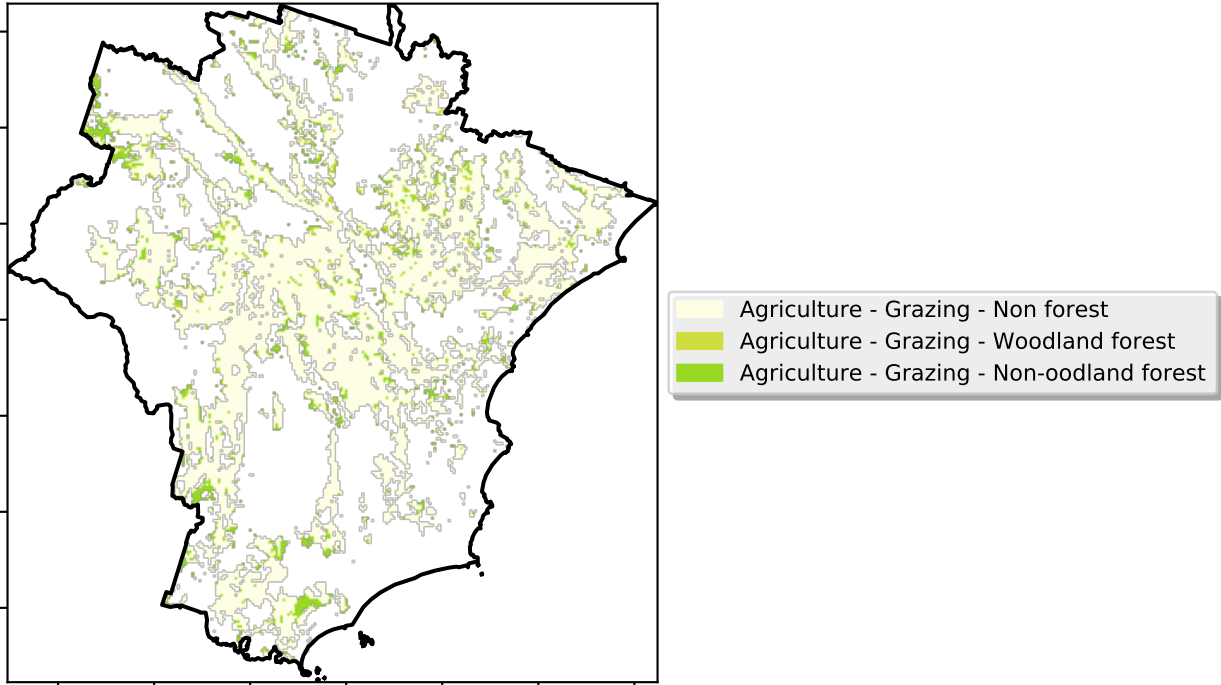 Agriculture - Grazing - Non forest
Agriculture - Grazing - Woodland forest
Agriculture - Grazing - Non-oodland forest